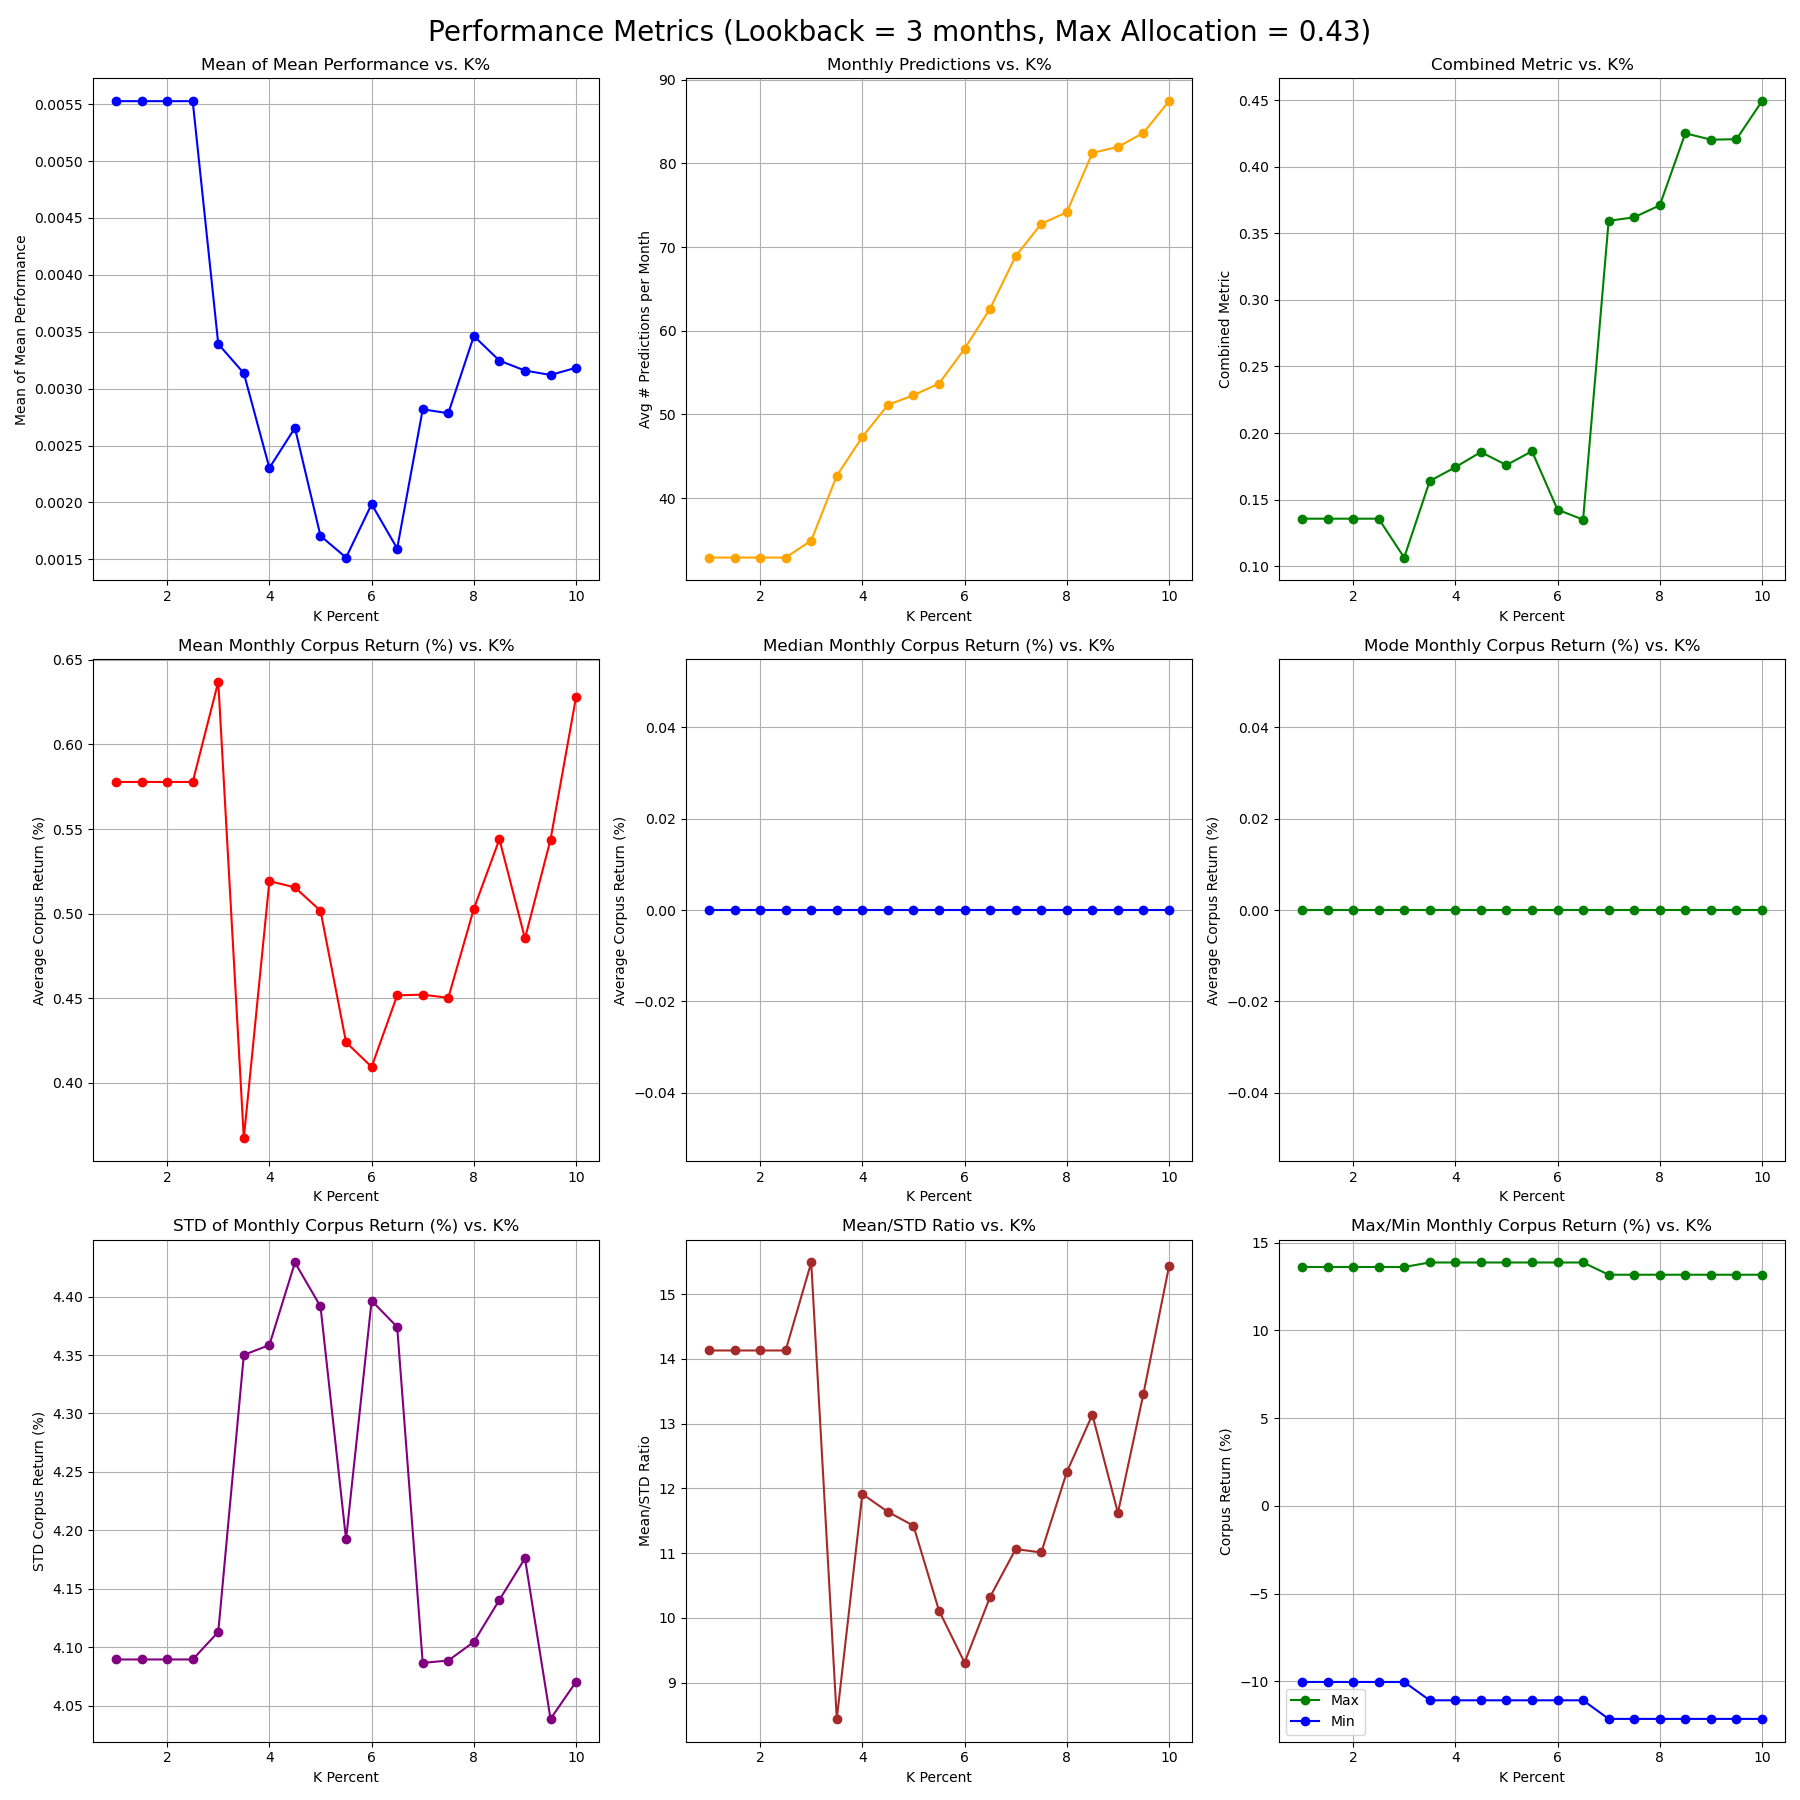 Performance Metrics (Lookback = 3 months, Max Allocation = 0.43)
Mean of Mean Performance vs. K%
0.0055
0.0050
0.0045
0.0040
0.0035
0.0030
0.0025
0.0020
0.0015
Mean of Mean Performance
2 4 6 8 10
K Percent
Monthly Predictions vs. K%
90
80
70
60
50
40
Avg # Predictions per Month
2 4 6 8 10
K Percent
Combined Metric vs. K%
0.45
0.40
0.35
0.30
0.25
0.20
0.15
0.10
Combined Metric
2 4 6 8 10
K Percent
Mean Monthly Corpus Return (%) vs. K%
0.65
0.60
0.55
0.50
0.45
0.40
Average Corpus Return (%)
2 4 6 8 10
K Percent
Median Monthly Corpus Return (%) vs. K%
0.04
0.02
0.00
−0.02
−0.04
Average Corpus Return (%)
2 4 6 8 10
K Percent
Mode Monthly Corpus Return (%) vs. K%
0.04
0.02
0.00
−0.02
−0.04
Average Corpus Return (%)
2 4 6 8 10
K Percent
STD of Monthly Corpus Return (%) vs. K%
4.40
4.35
4.30
4.25
4.20
4.15
4.10
4.05
STD Corpus Return (%)
2 4 6 8 10
K Percent
Mean/STD Ratio vs. K%
15
14
13
12
11
10
9
Mean/STD Ratio
2 4 6 8 10
K Percent
Max/Min Monthly Corpus Return (%) vs. K%
15
10
5
0
−5
−10
Corpus Return (%)
Max
Min
2 4 6 8 10
K Percent